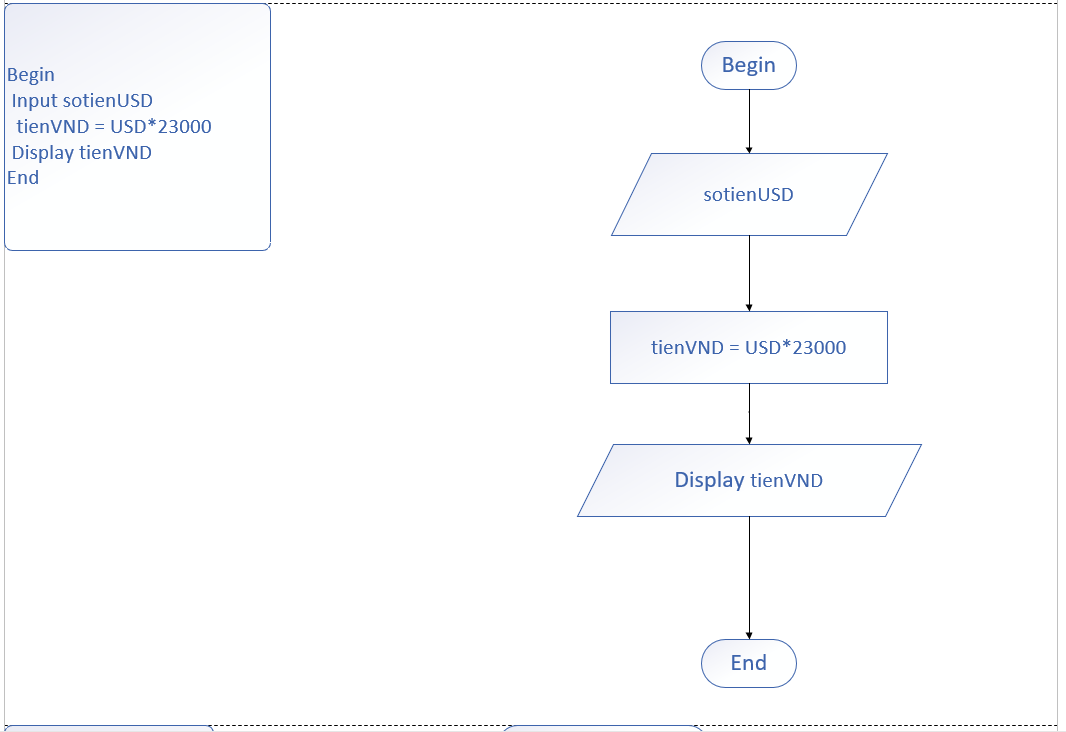 Begin
Input sotienUSD
tienVND = USD*23000
Display tienVND
End
Begin
sotienUSD
tienVND = USD*23000
Display tienVND
End